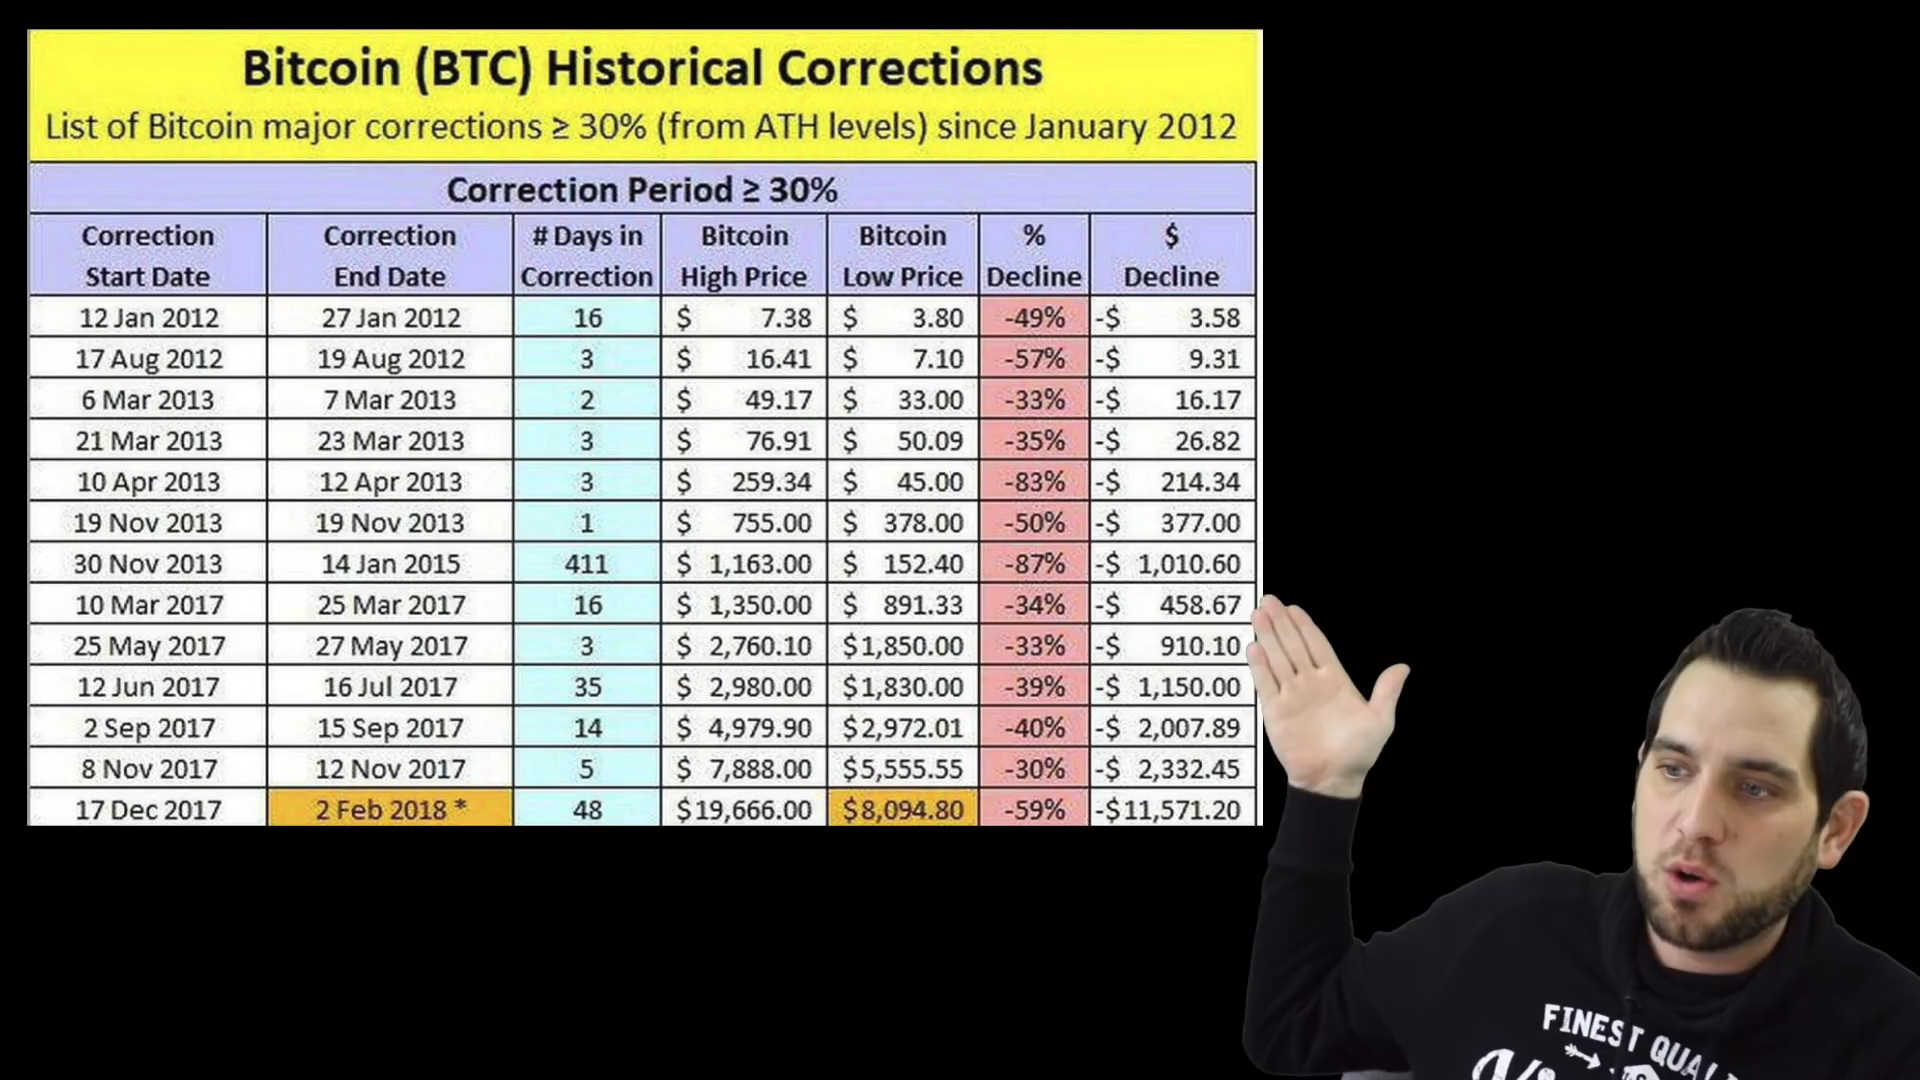 Bitcoin (BTC) Historical Corrections
List of Bitcoin major corrections ≥ 30% (from ATH levels) since January 2012
Correction Period ≥ 30%
Correction Start Date Correction End Date # Days in Correction Bitcoin High Price Bitcoin Low Price % Decline $ Decline
12 Jan 2012 27 Jan 2012 16 $ 7.38 $ 3.80 -49% -$ 3.58
17 Aug 2012 19 Aug 2012 3 $ 16.41 $ 7.10 -57% -$ 9.31
6 Mar 2013 7 Mar 2013 2 $ 49.17 $ 33.00 -33% -$ 16.17
21 Mar 2013 23 Mar 2013 3 $ 76.91 $ 50.09 -35% -$ 26.82
10 Apr 2013 12 Apr 2013 3 $ 259.34 $ 45.00 -83% -$ 214.34
19 Nov 2013 19 Nov 2013 1 $ 755.00 $ 378.00 -50% -$ 377.00
30 Nov 2013 14 Jan 2015 411 $ 1,163.00 $ 152.40 -87% -$ 1,010.60
10 Mar 2017 25 Mar 2017 16 $ 1,350.00 $ 891.33 -34% -$ 458.67
25 May 2017 27 May 2017 3 $ 2,760.10 $1,850.00 -33% -$ 910.10
12 Jun 2017 16 Jul 2017 35 $ 2,980.00 $1,830.00 -39% -$ 1,150.00
2 Sep 2017 15 Sep 2017 14 $ 4,979.90 $2,972.01 -40% -$ 2,007.89
8 Nov 2017 12 Nov 2017 5 $ 7,888.00 $5,555.55 -30% -$ 2,332.45
17 Dec 2017 2 Feb 2018 * 48 $19,666.00 $8,094.80 -59% -$11,571.20
FINEST